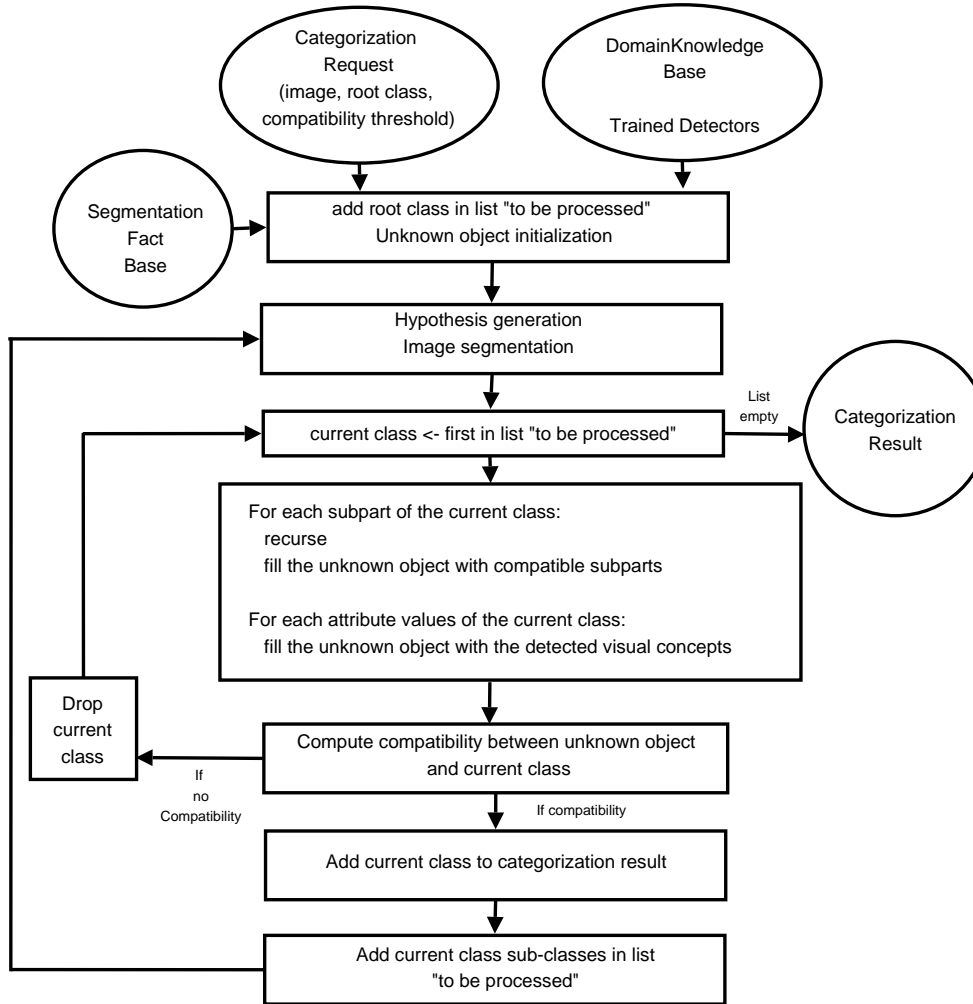 Categorization
Request
(image, root class,
compatibility threshold)
DomainKnowledge
Base
Trained Detectors
Segmentation
Fact
Base
add root class in list "to be processed"
Unknown object initialization
Hypothesis generation
Image segmentation
current class <- first in list "to be processed"
List
empty
Categorization
Result
For each subpart of the current class:
recurse
fill the unknown object with compatible subparts
For each attribute values of the current class:
fill the unknown object with the detected visual concepts
Drop
current
class
Compute compatibility between unknown object
and current class
If
no
Compatibility
If compatibility
Add current class to categorization result
Add current class sub-classes in list
"to be processed"